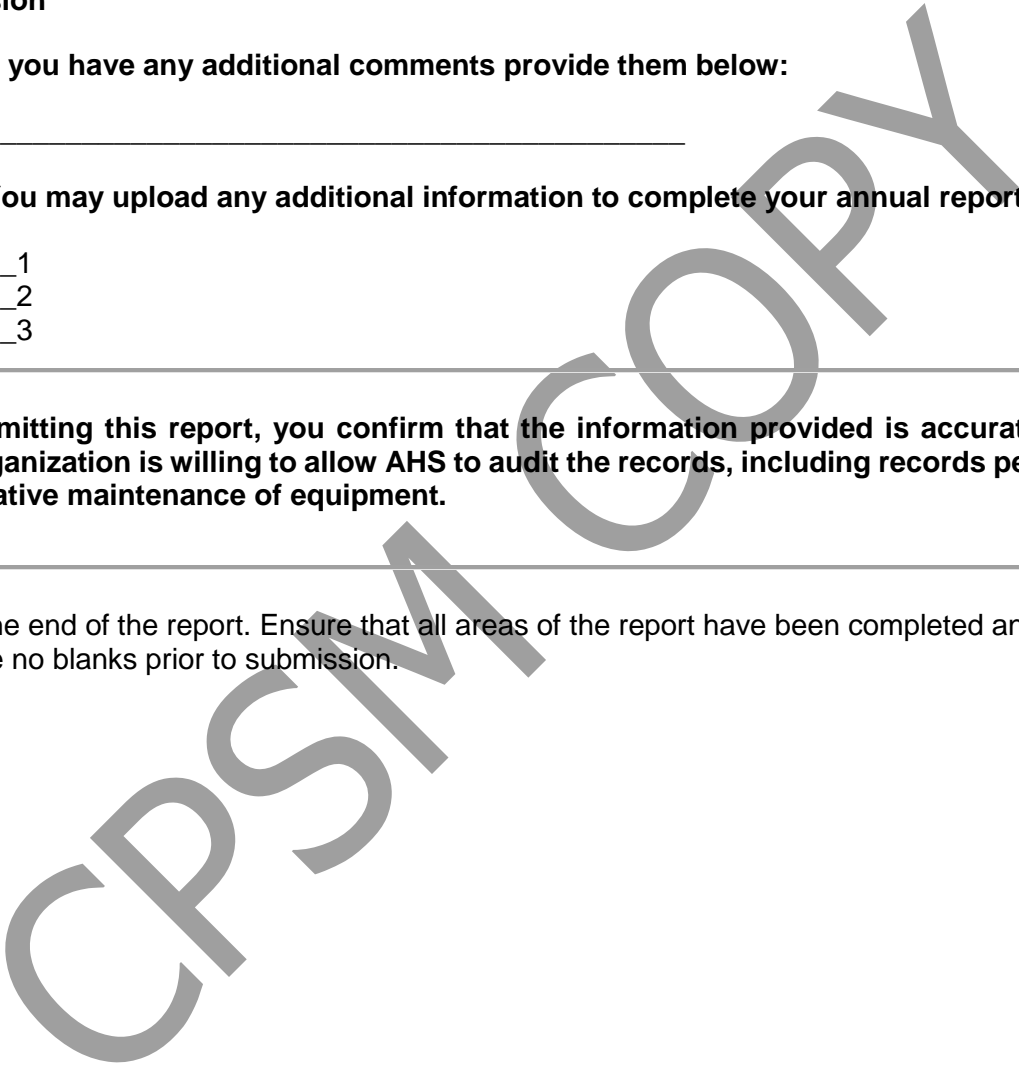 sion
you have any additional comments provide them below:
___________________________________________
You may upload any additional information to complete your annual report
_1
_2
_3
mitting this report, you confirm that the information provided is accurat
ganization is willing to allow AHS to audit the records, including records pe
ative maintenance of equipment.
he end of the report. Ensure that all areas of the report have been completed an
e no blanks prior to submission.
CPSM COPY